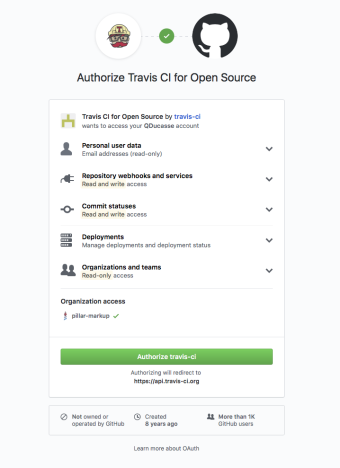 Authorize Travis CI for Open Source
Travis CI for Open Source by travis-ci
wants to access your QDucasse account
Personal user data
Email addresses (read-only)
Repository webhooks and services
Read and write access
Commit statuses
Read and write access
Deployments
Manage deployments and deployment status
Organizations and teams
Read-only access
Organization access
pillar-markup
Authorize travis-ci
Authorizing will redirect to
https://api.travis-ci.org
Not owned or
operated by GitHub
Created
8 years ago
More than 1K
GitHub users
Learn more about OAuth